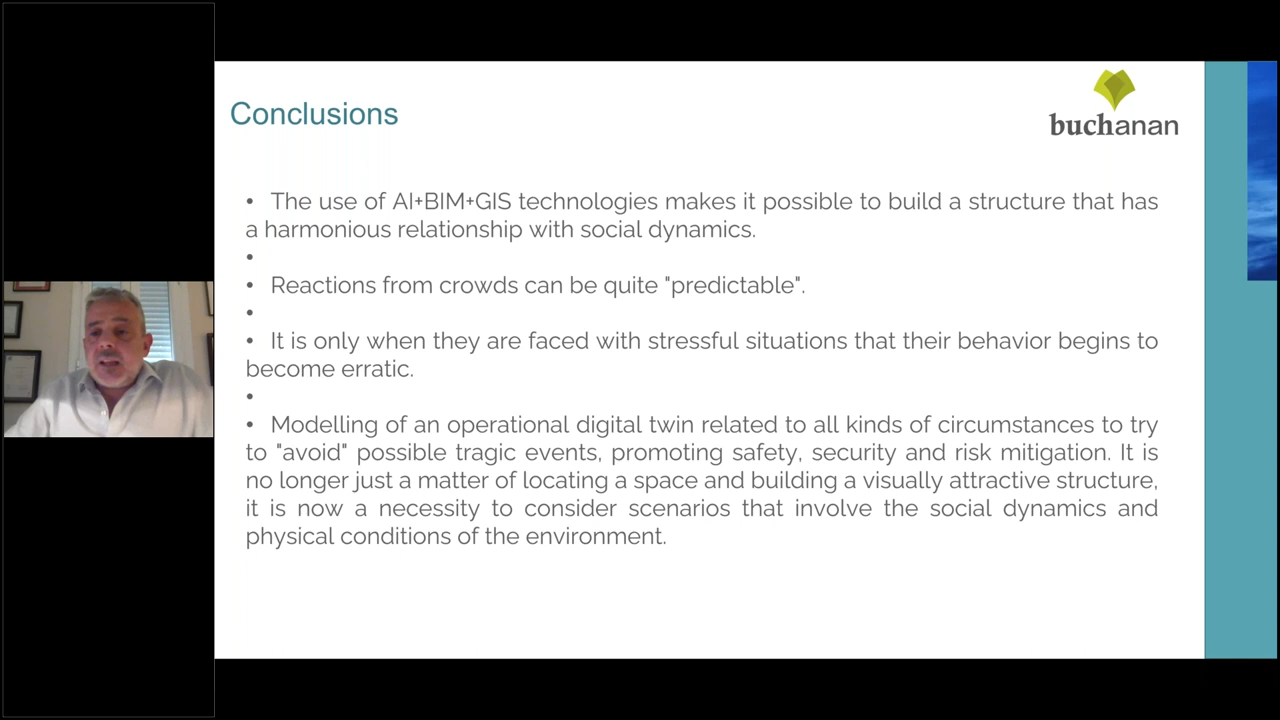 Conclusions
buchanan
• The use of AI+BIM+GIS technologies makes it possible to build a structure that has
a harmonious relationship with social dynamics.
•
• Reactions from crowds can be quite "predictable".
•
• It is only when they are faced with stressful situations that their behavior begins to
become erratic.
•
• Modelling of an operational digital twin related to all kinds of circumstances to try
to "avoid" possible tragic events, promoting safety, security and risk mitigation. It is
no longer just a matter of locating a space and building a visually attractive structure,
it is now a necessity to consider scenarios that involve the social dynamics and
physical conditions of the environment.